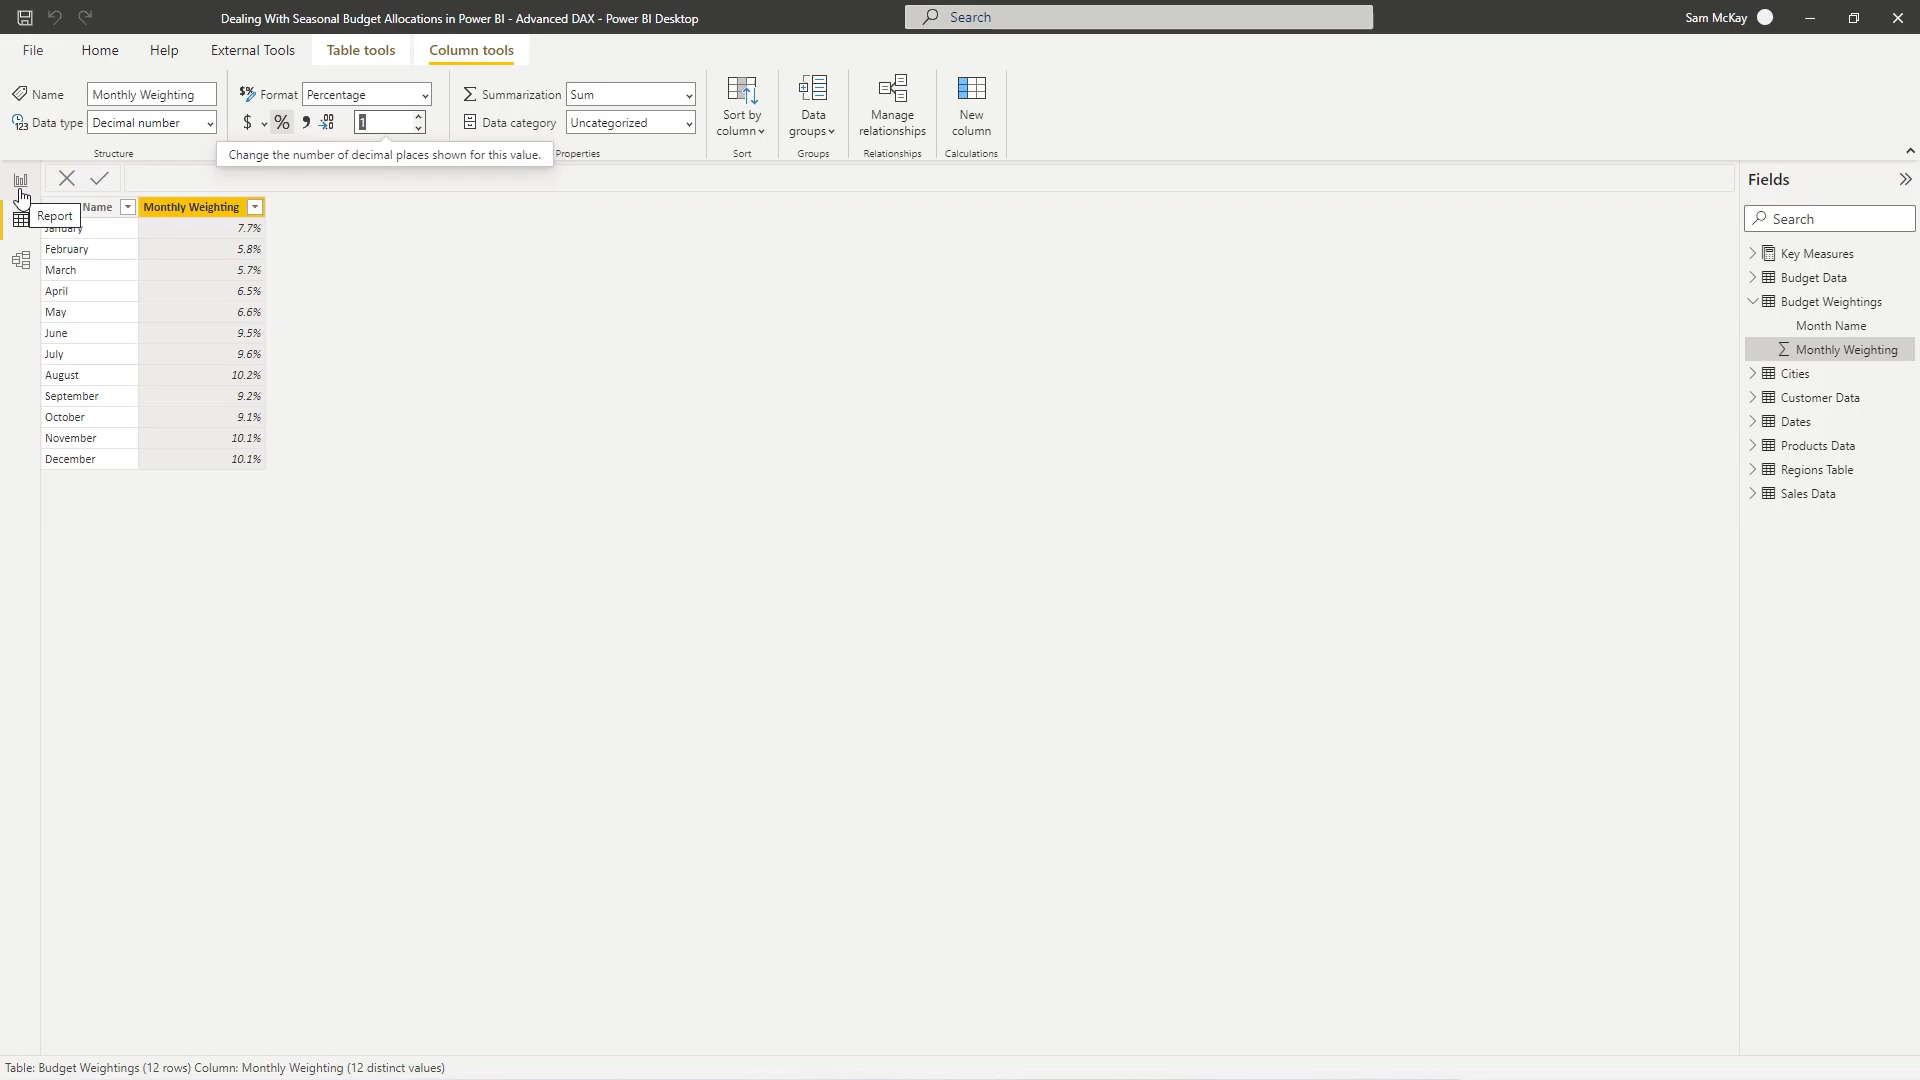 Dealing With Seasonal Budget Allocations in Power BI - Advanced DAX - Power BI Desktop
Search
Sam McKay
File
Home
Help
External Tools
Table tools
Column tools
Name
Monthly Weighting
Data type
Decimal number
Structure
Format
Percentage
$
%
1
Change the number of decimal places shown for this value.
Summarization
Sum
Data category
Uncategorized
Properties
Sort by
column
Sort
Data
groups
Groups
Manage
relationships
Relationships
New
column
Calculations
Report
Name
Monthly Weighting
January 7.7%
February 5.8%
March 5.7%
April 6.5%
May 6.6%
June 9.5%
July 9.6%
August 10.2%
September 9.2%
October 9.1%
November 10.1%
December 10.1%
Fields
Search
Key Measures
Budget Data
Budget Weightings
Month Name
Monthly Weighting
Cities
Customer Data
Dates
Products Data
Regions Table
Sales Data
Table: Budget Weightings (12 rows) Column: Monthly Weighting (12 distinct values)